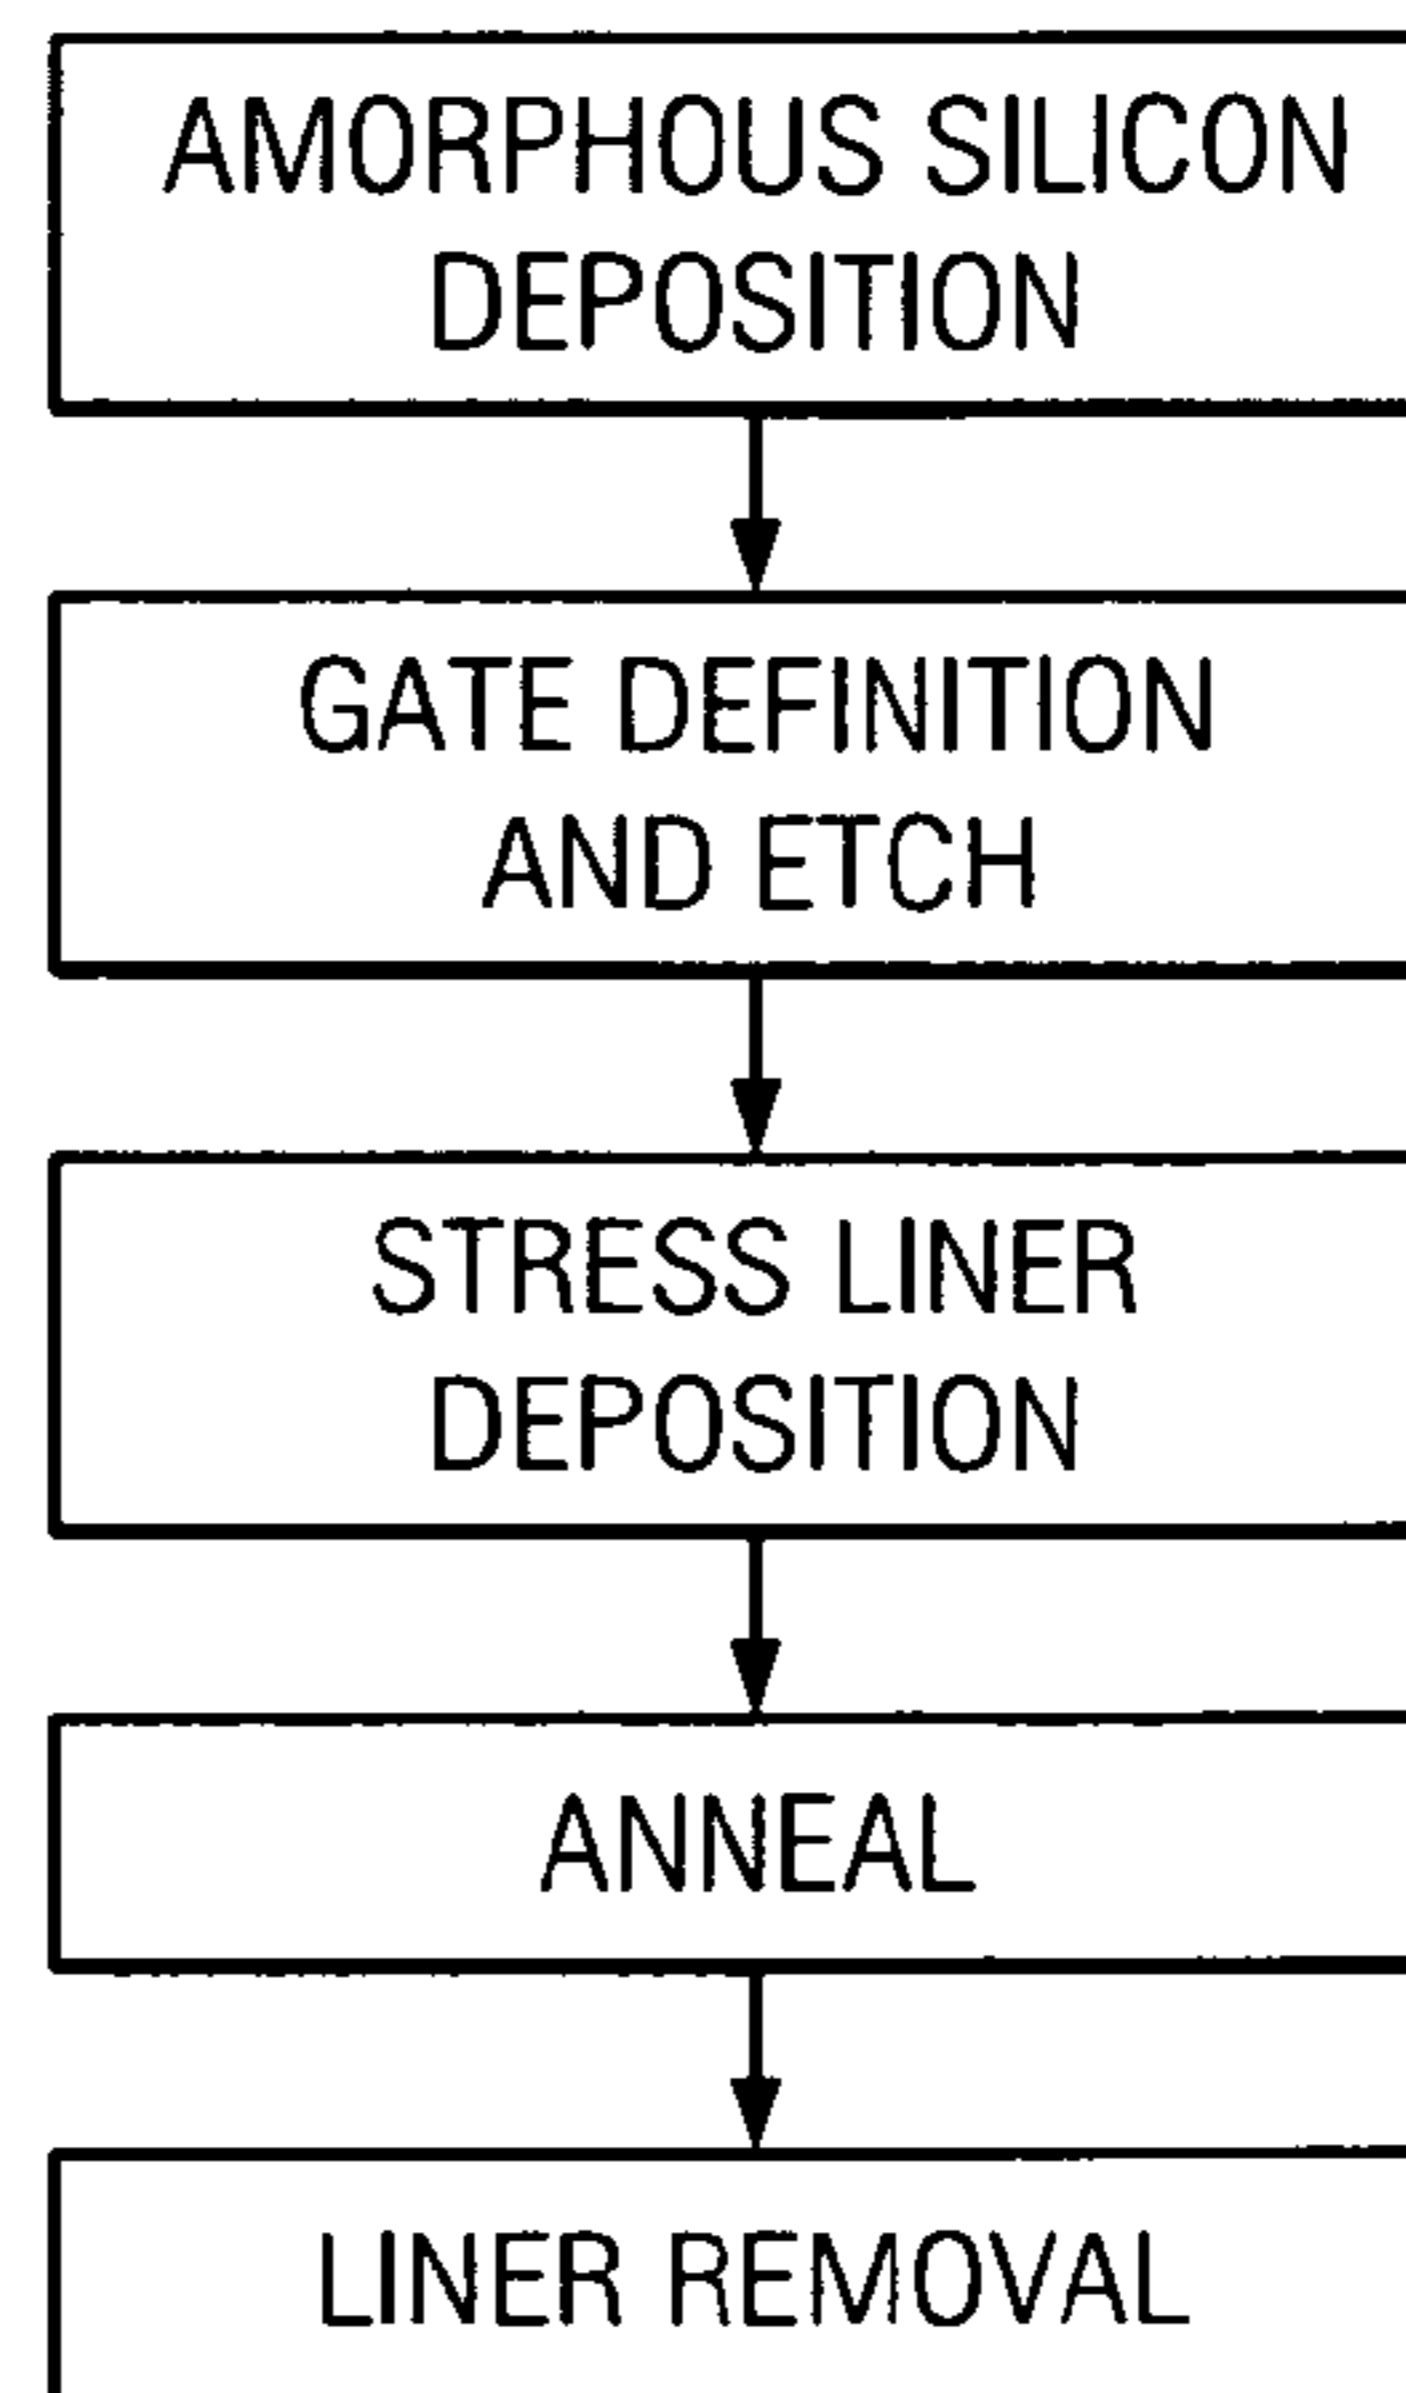 AMORPHOUS SILICON
DEPOSITION
GATE DEFINITION
AND ETCH
STRESS LINER
DEPOSITION
ANNEAL
LINER REMOVAL